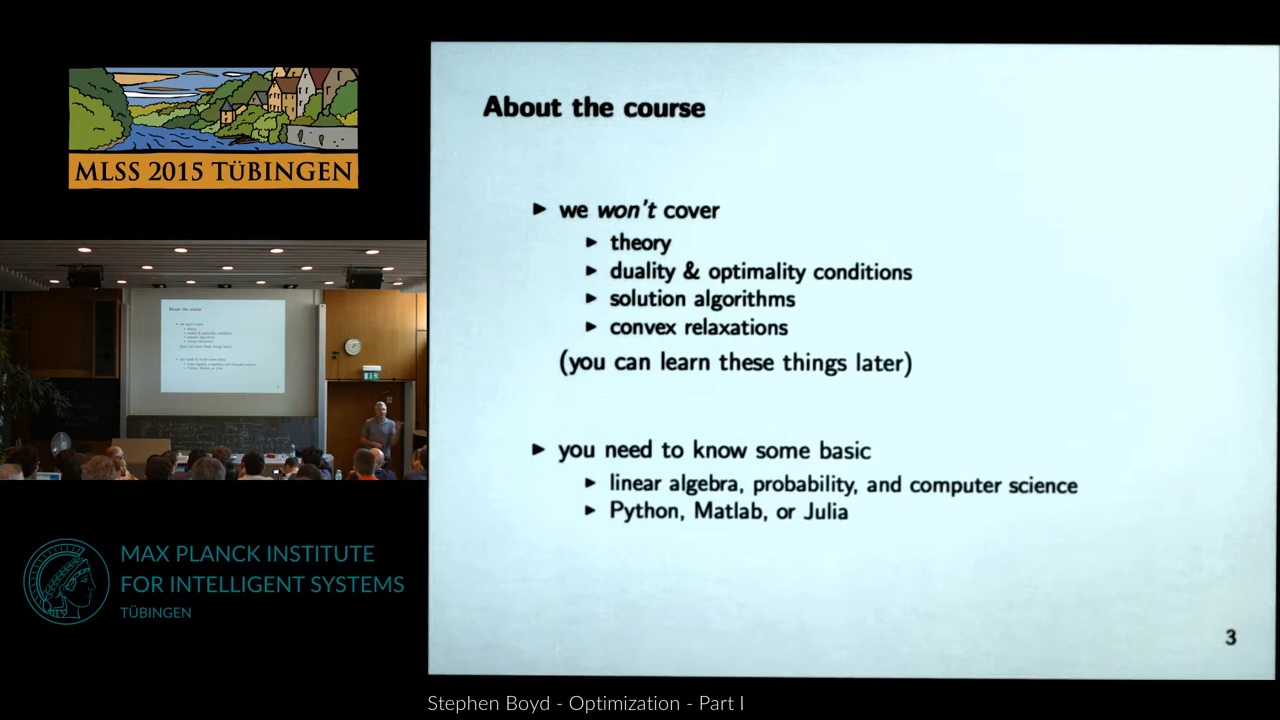 MLSS 2015 TÜBINGEN
About the course
▶ we won't cover
▶ theory
▶ duality & optimality conditions
▶ solution algorithms
▶ convex relaxations
(you can learn these things later)
▶ you need to know some basic
▶ linear algebra, probability, and computer science
▶ Python, Matlab, or Julia
3
MAX PLANCK INSTITUTE
FOR INTELLIGENT SYSTEMS
TÜBINGEN
Stephen Boyd - Optimization - Part I